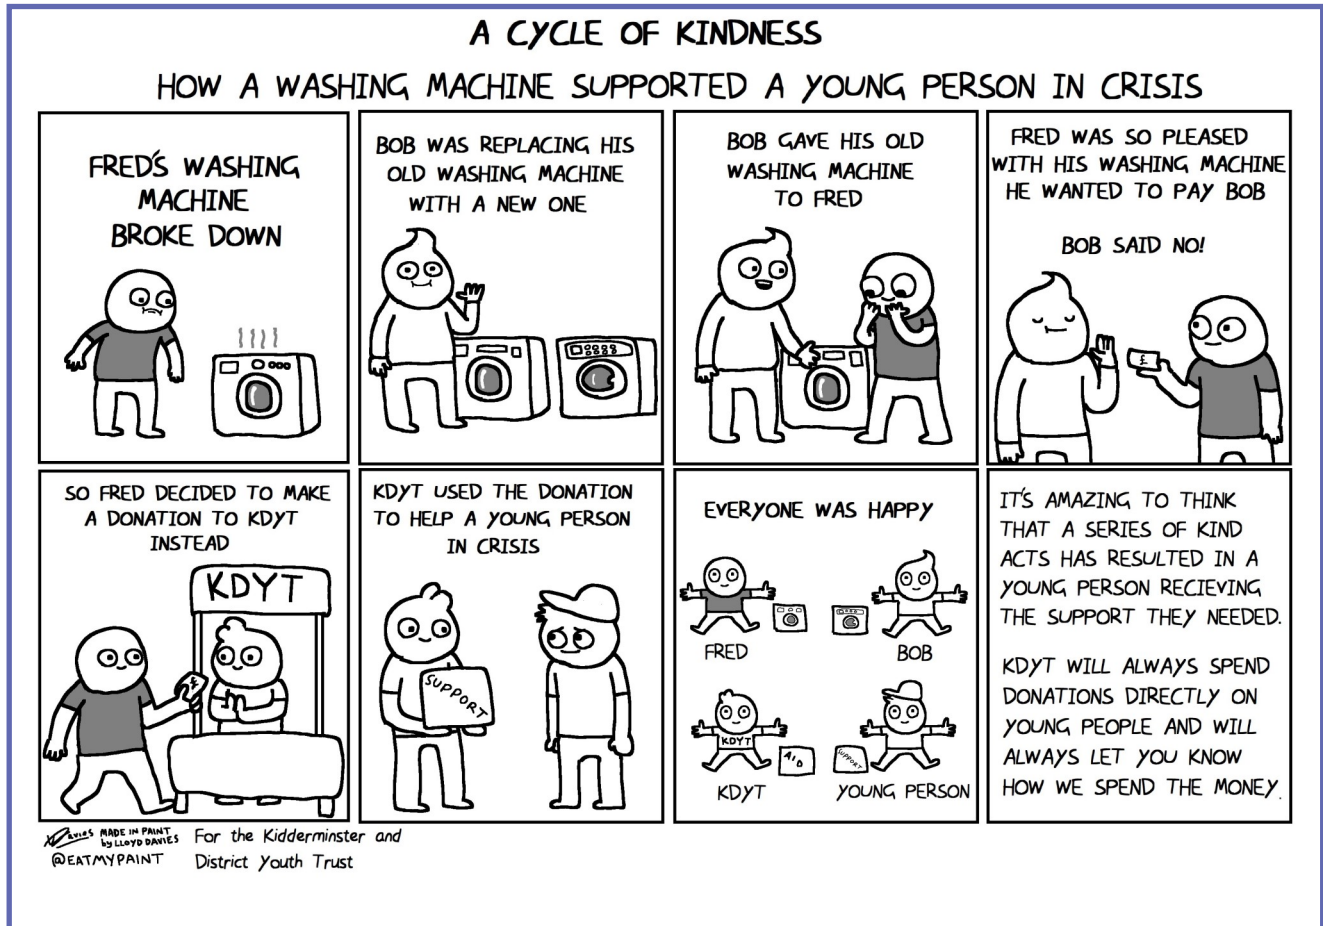 A CYCLE OF KINDNESS
HOW A WASHING MACHINE SUPPORTED A YOUNG PERSON IN CRISIS
FRED'S WASHING
MACHINE
BROKE DOWN
BOB WAS REPLACING HIS
OLD WASHING MACHINE
WITH A NEW ONE
BOB GAVE HIS OLD
WASHING MACHINE
TO FRED
FRED WAS SO PLEASED
WITH HIS WASHING MACHINE
HE WANTED TO PAY BOB
BOB SAID NO!
£
SO FRED DECIDED TO MAKE
A DONATION TO KDYT
INSTEAD
KDYT
£
KDYT USED THE DONATION
TO HELP A YOUNG PERSON
IN CRISIS
SUPPORT
EVERYONE WAS HAPPY
FRED
BOB
KDYT
AID
SUPPORT
KDYT
YOUNG PERSON
IT'S AMAZING TO THINK
THAT A SERIES OF KIND
ACTS HAS RESULTED IN A
YOUNG PERSON RECIEVING
THE SUPPORT THEY NEEDED.
KDYT WILL ALWAYS SPEND
DONATIONS DIRECTLY ON
YOUNG PEOPLE AND WILL
ALWAYS LET YOU KNOW
HOW WE SPEND THE MONEY.
Davies MADE IN PAINT
by LLOYD DAVIES
@EATMYPAINT
For the Kidderminster and
District Youth Trust